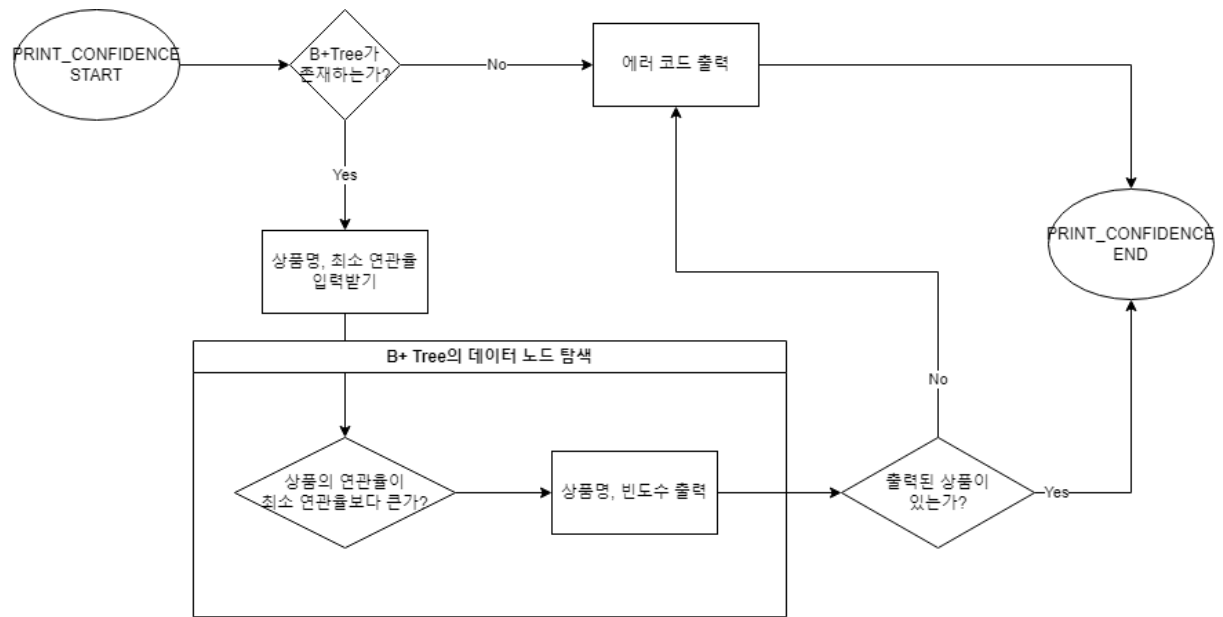 PRINT_CONFIDENCE
START
B+Tree가
존재하는가?
No
에러 코드 출력
Yes
PRINT_CONFIDENCE
END
상품명, 최소 연관율
입력받기
B+ Tree의 데이터 노드 탐색
No
상품의 연관율이
최소 연관율보다 큰가?
상품명, 빈도수 출력
출력된 상품이
있는가?
Yes